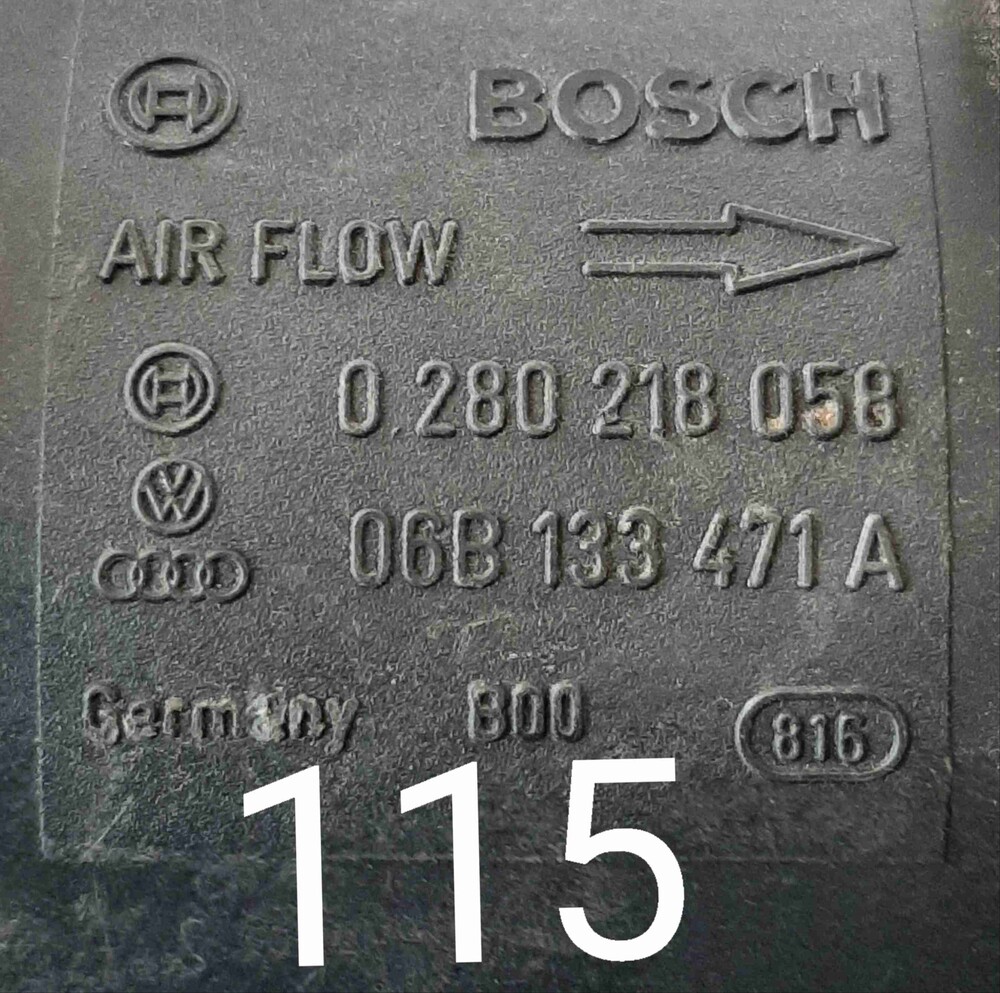 BOSCH
AIR FLOW
0 280 218 058
06B 133 471 A
Germany 800 816
115